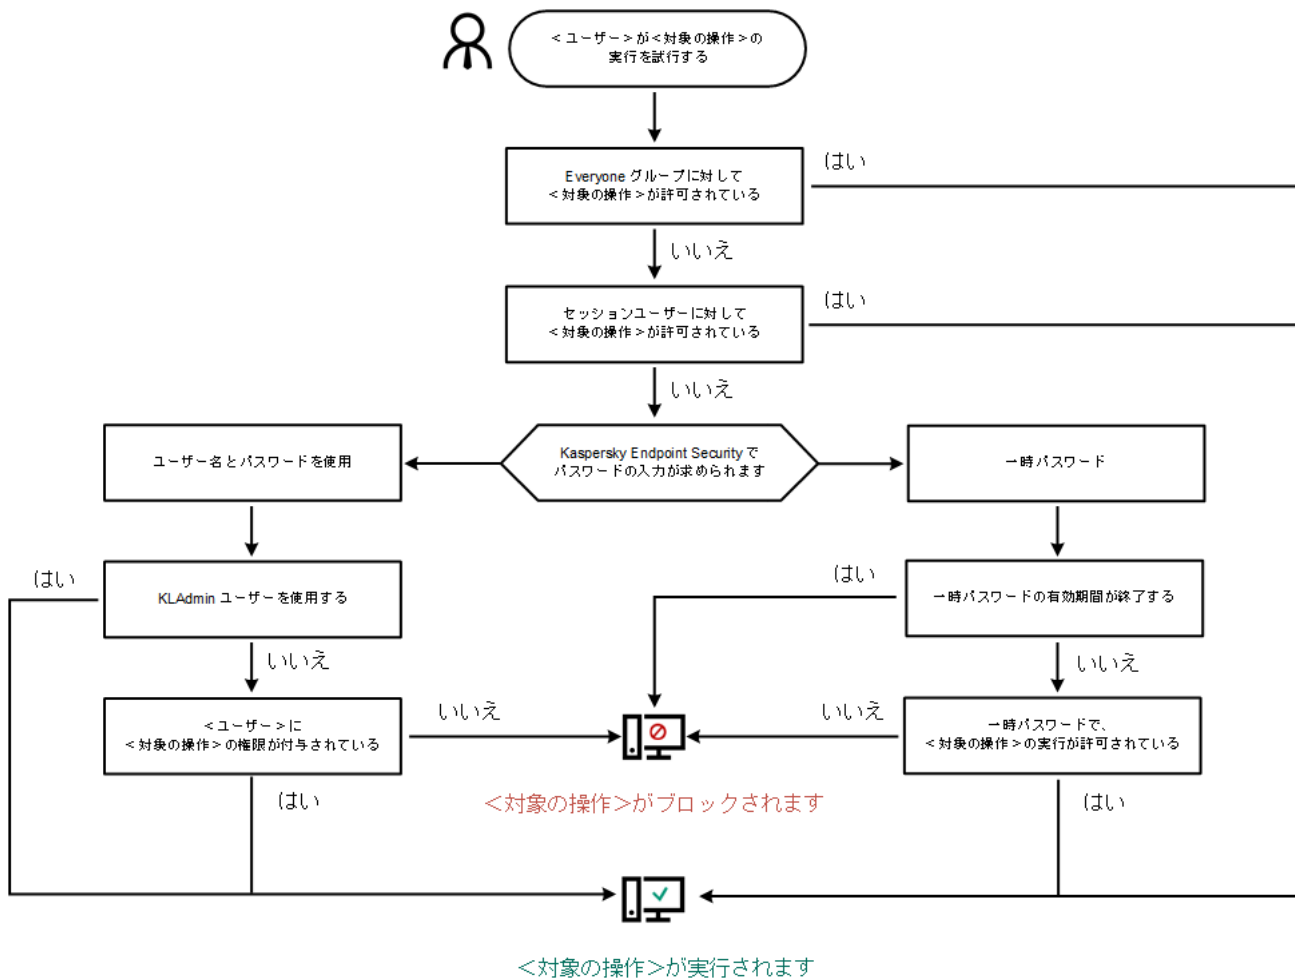 ＜ユーザー＞が＜対象の操作＞の
実行を試行する
Everyone グループに対して
＜対象の操作＞が許可されている
はい
いいえ
セッションユーザーに対して
＜対象の操作＞が許可されている
はい
いいえ
ユーザー名とパスワードを使用
Kaspersky Endpoint Security で
パスワードの入力が求められます
一時パスワード
はい
KLAdmin ユーザーを使用する
はい
一時パスワードの有効期間が終了する
いいえ
いいえ
＜ユーザー＞に
＜対象の操作＞の権限が付与されている
いいえ
いいえ
一時パスワードで、
＜対象の操作＞の実行が許可されている
はい
＜対象の操作＞がブロックされます
はい
＜対象の操作＞が実行されます